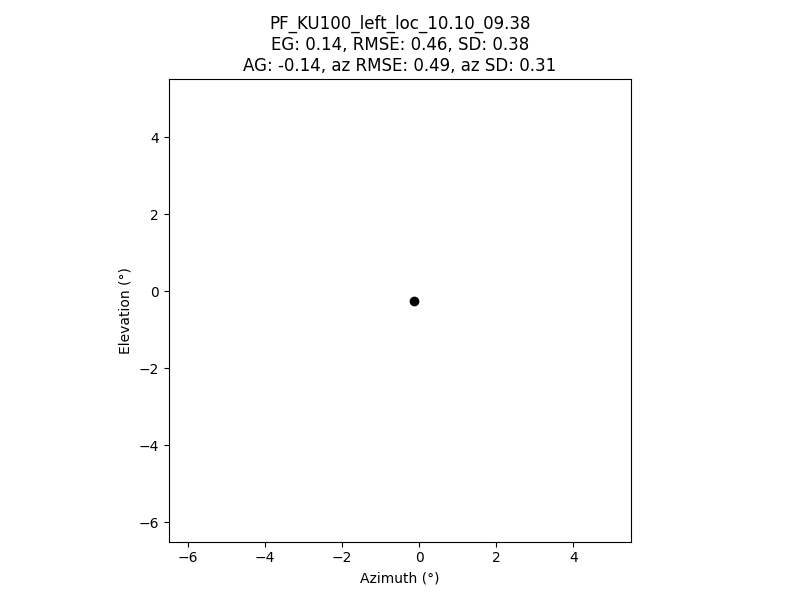 PF_KU100_left_loc_10.10_09.38
EG: 0.14, RMSE: 0.46, SD: 0.38
AG: -0.14, az RMSE: 0.49, az SD: 0.31
4
2
0
−2
−4
−6
Elevation (°)
−6 −4 −2 0 2 4
Azimuth (°)